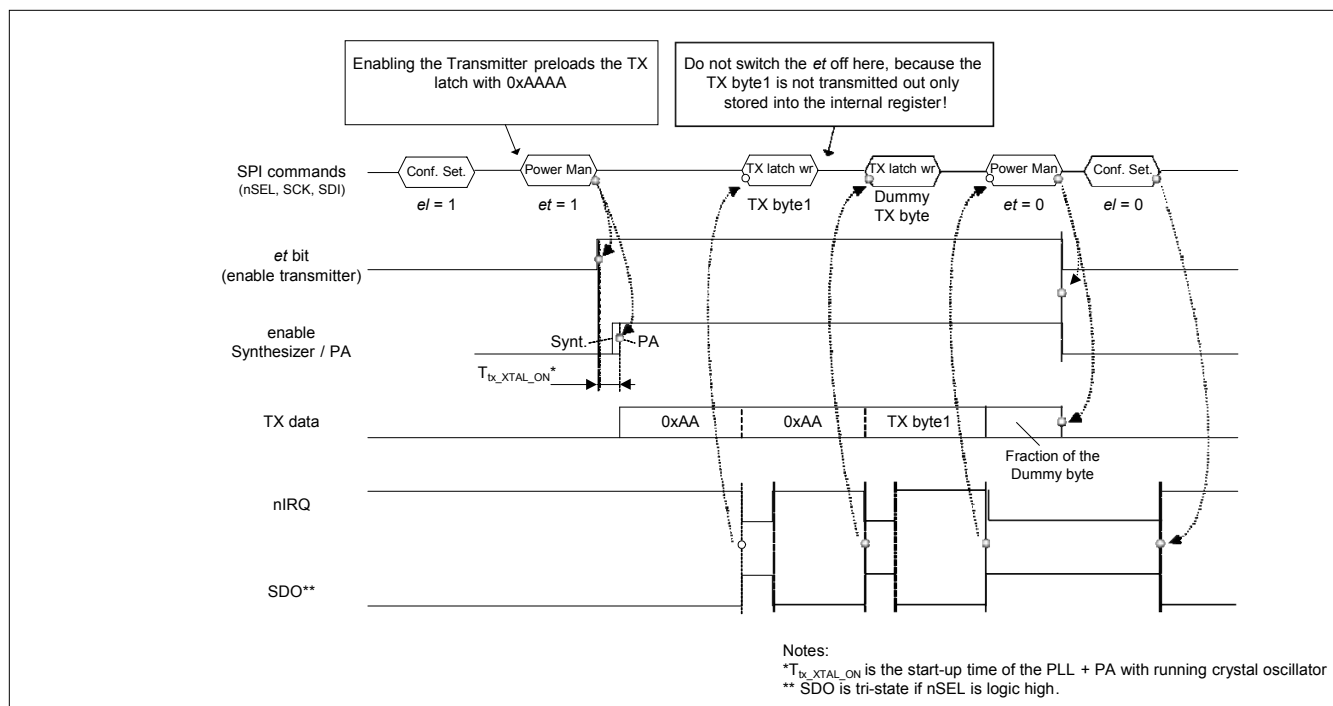 Enabling the Transmitter preloads the TX
latch with 0xAAAA
Do not switch the et off here, because the
TX byte1 is not transmitted out only
stored into the internal register!
SPI commands
(nSEL, SCK, SDI)
Conf. Set.
Power Man
TX latch wr
TX latch wr
Power Man
Conf. Set.
el = 1
et = 1
TX byte1
Dummy
TX byte
et = 0
el = 0
et bit
(enable transmitter)
enable
Synthesizer / PA
Synt.
PA
Ttx_XTAL_ON*
TX data
0xAA
0xAA
TX byte1
Fraction of the
Dummy byte
nIRQ
SDO**
Notes:
*Ttx_XTAL_ON is the start-up time of the PLL + PA with running crystal oscillator
** SDO is tri-state if nSEL is logic high.